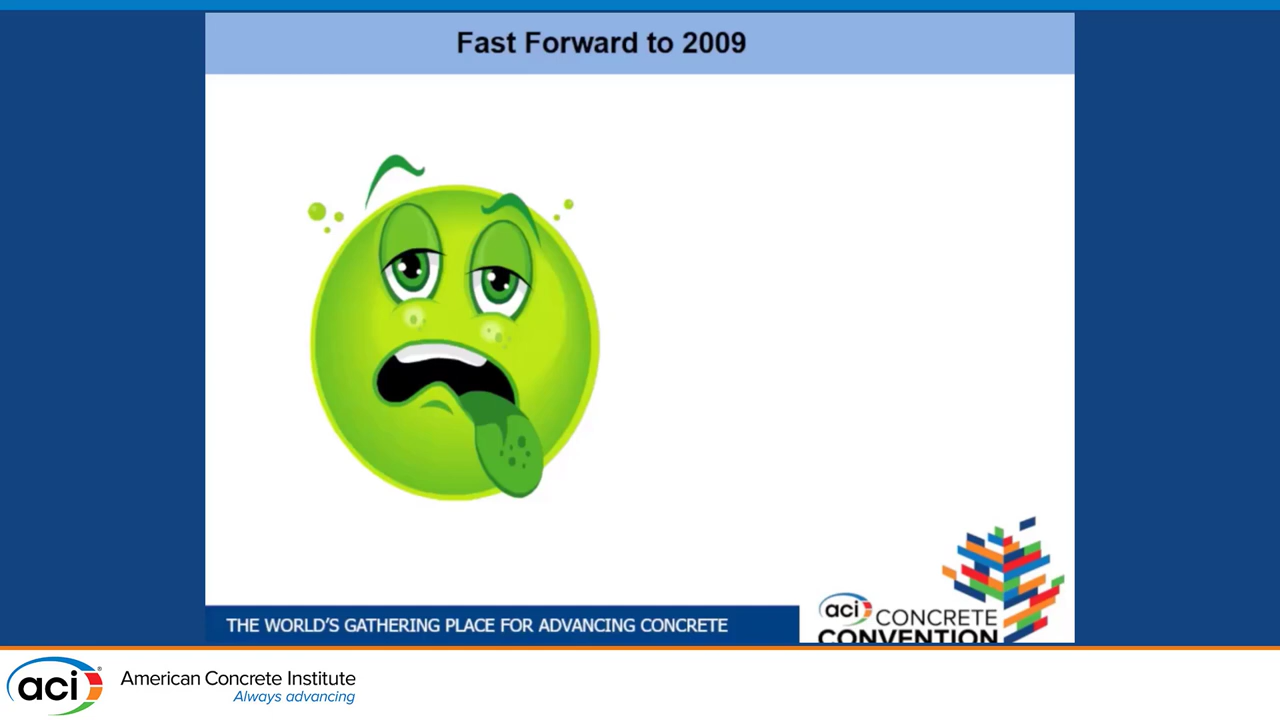 Fast Forward to 2009
THE WORLD'S GATHERING PLACE FOR ADVANCING CONCRETE
aci CONCRETE
CONVENTION
aci® American Concrete Institute
Always advancing